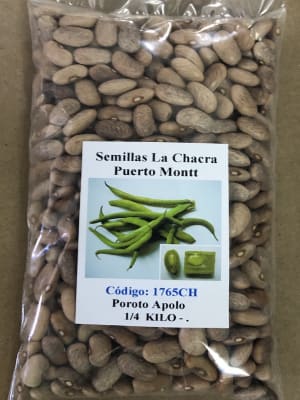 Semillas La Chacra
Puerto Montt
Código: 1765CH
Poroto Apolo
1/4 KILO - .